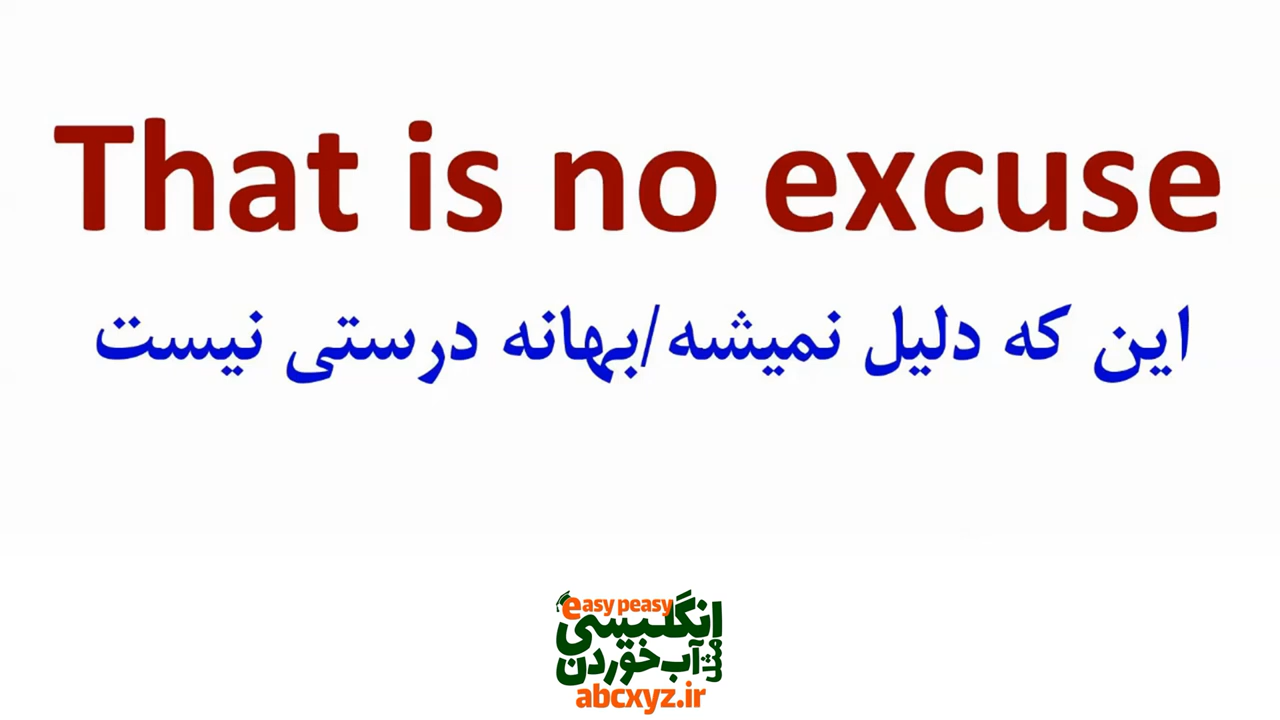 That is no excuse
این که دلیل نمیشه/بهانه درستی نیست
easy peasy
انگلیسی
مثل
آب خوردن
abcxyz.ir